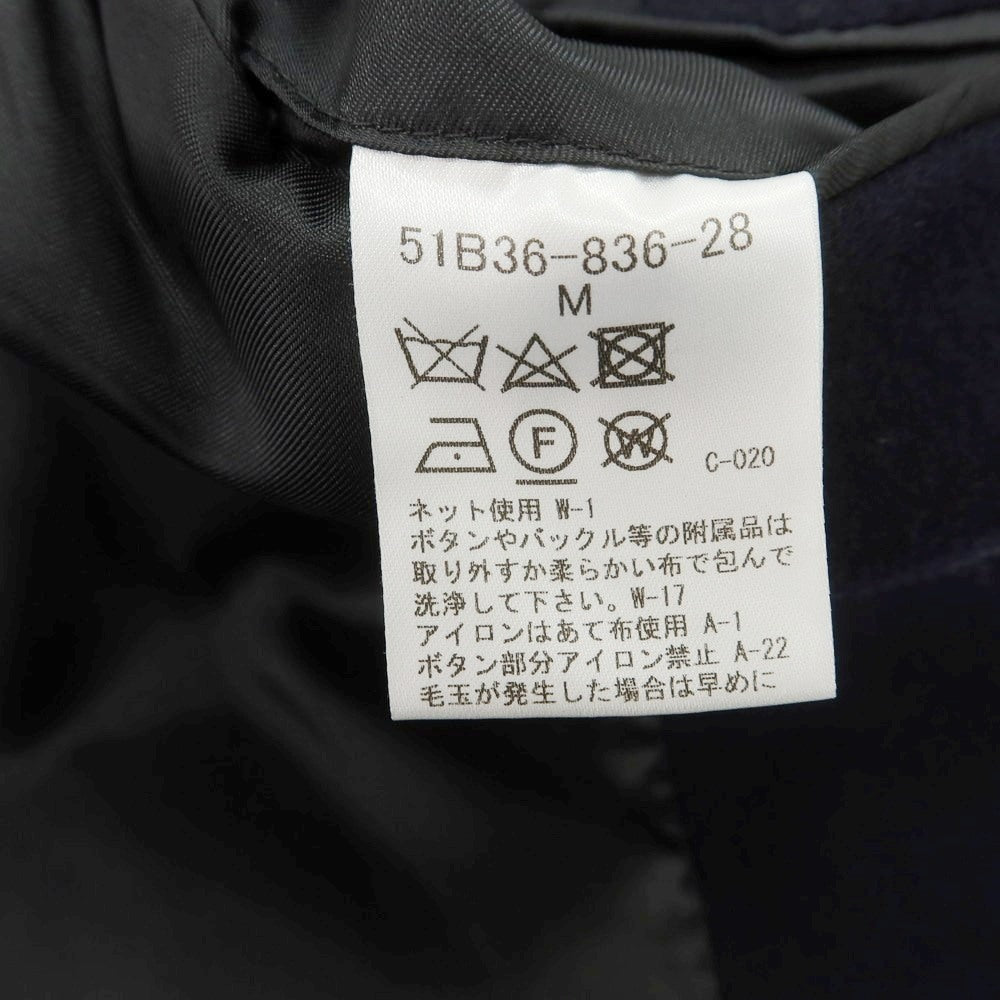 51B36-836-28
M
F W C-020
ネット使用 W-1
ボタンやバックル等の附属品は
取り外すか柔らかい布で包んで
洗浄して下さい。W-17
アイロンはあて布使用 A-1
ボタン部分アイロン禁止 A-22
毛玉が発生した場合は早めに